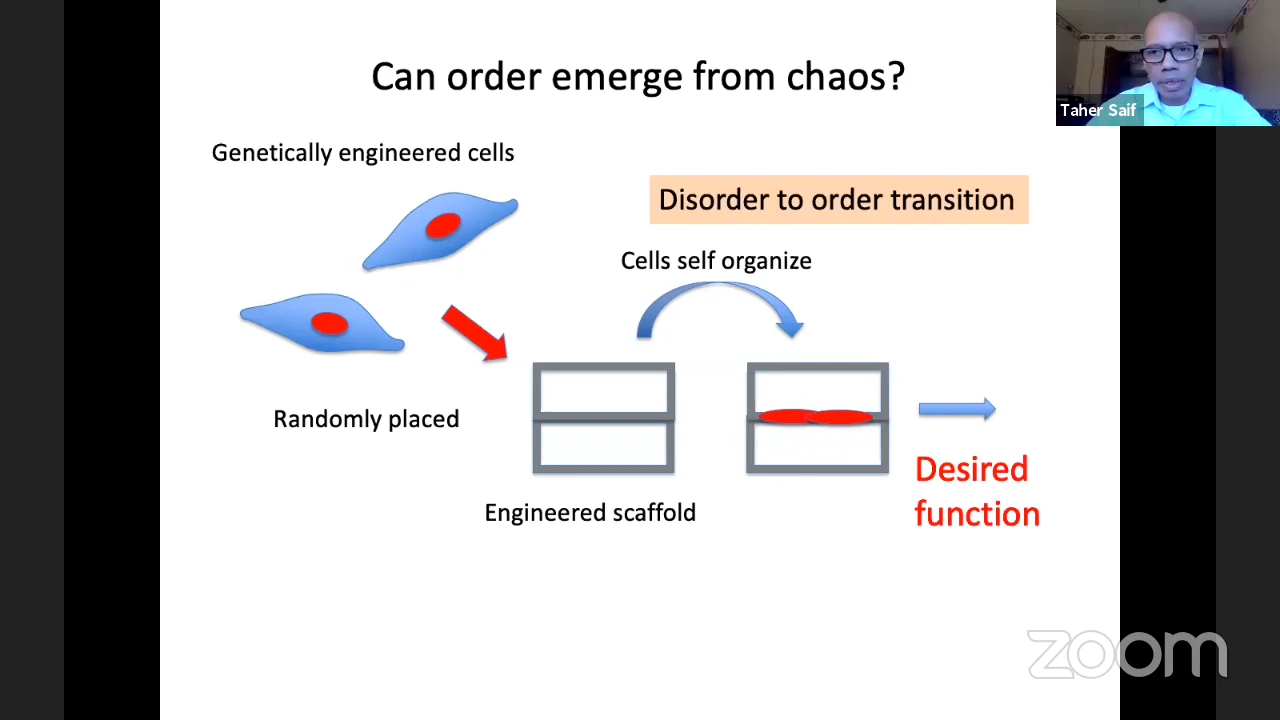 Can order emerge from chaos?
Taher Saif
Genetically engineered cells
Disorder to order transition
Cells self organize
Randomly placed
Desired
function
Engineered scaffold
zoom